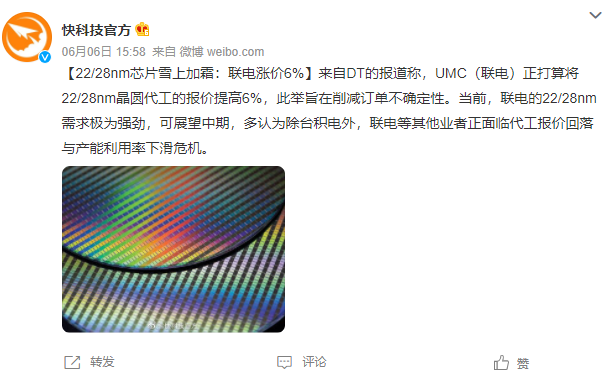 快科技官方
06月06日 15:58 来自 微博 weibo.com
【22/28nm芯片雪上加霜：联电涨价6%】来自DT的报道称，UMC（联电）正打算将
22/28nm晶圆代工的报价提高6%，此举旨在削减订单不确定性。当前，联电的22/28nm
需求极为强劲，可展望中期，多认为除台积电外，联电等其他业者正面临代工报价回落
与产能利用率下滑危机。
转发 评论 赞